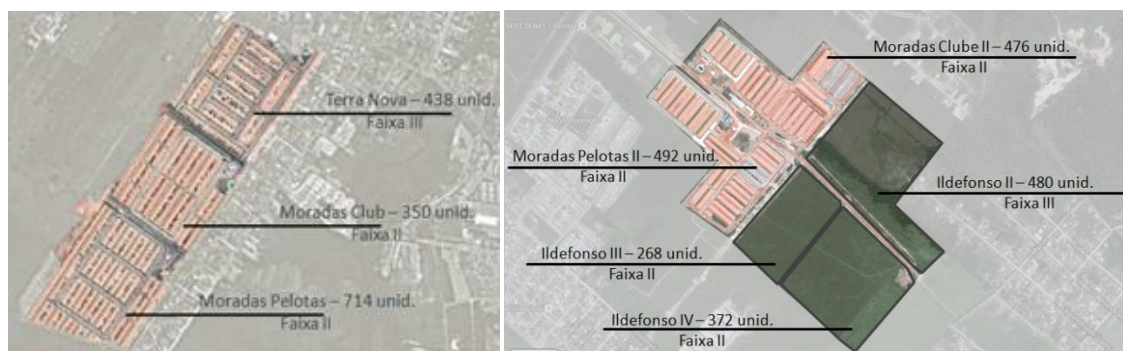 Terra Nova – 438 unid.
Faixa III
Moradas Club – 350 unid.
Faixa II
Moradas Pelotas – 714 unid.
Faixa II
SEST SENAT
Moradas Clube II – 476 unid.
Faixa II
Moradas Pelotas II – 492 unid.
Faixa II
Ildefonso II – 480 unid.
Faixa III
Ildefonso III – 268 unid.
Faixa II
Ildefonso IV – 372 unid.
Faixa II